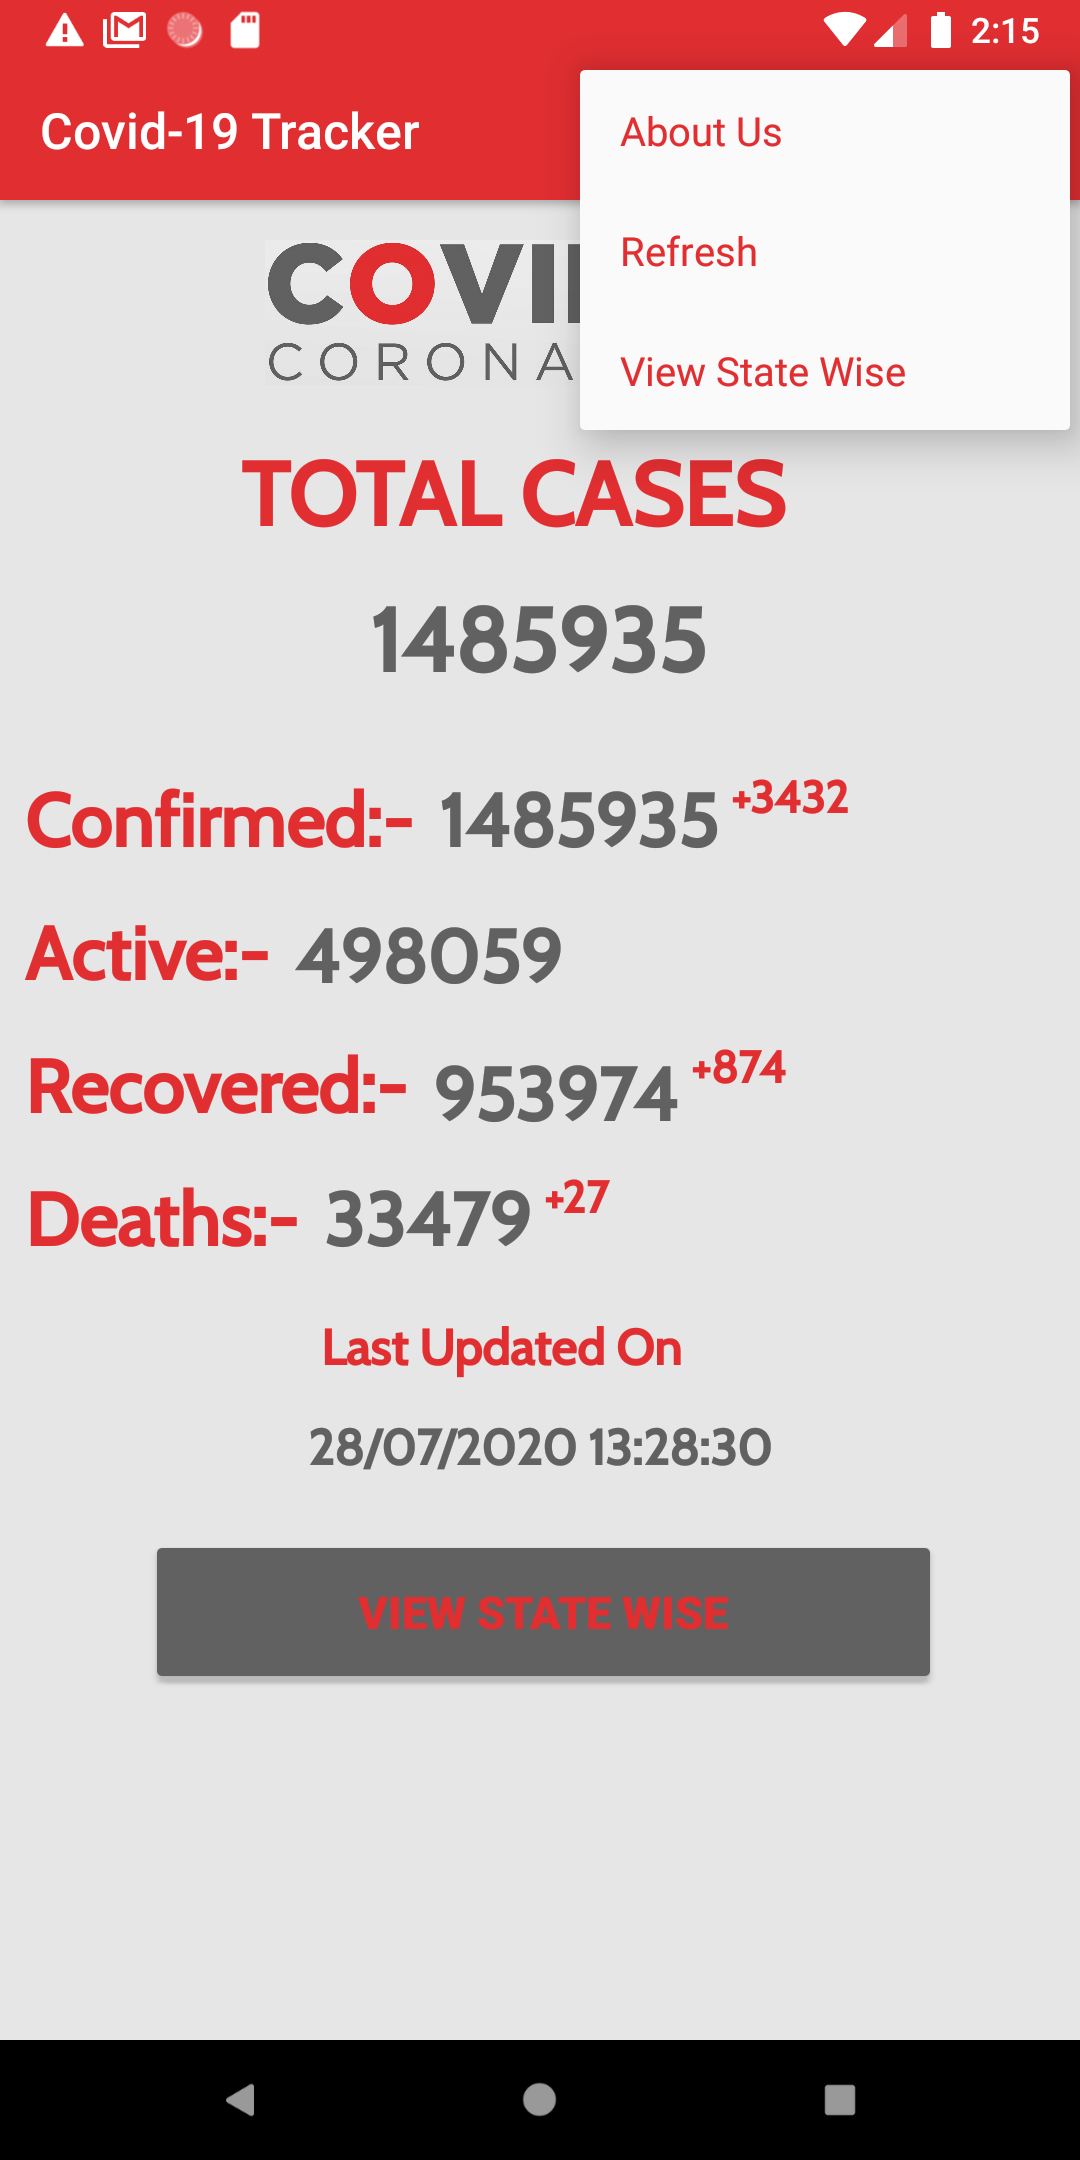 2:15
Covid-19 Tracker
About Us
Refresh
View State Wise
COVI
CORONA
TOTAL CASES
1485935
Confirmed:- 1485935 +3432
Active:- 498059
Recovered:- 953974 +874
Deaths:- 33479 +27
Last Updated On
28/07/2020 13:28:30
VIEW STATE WISE